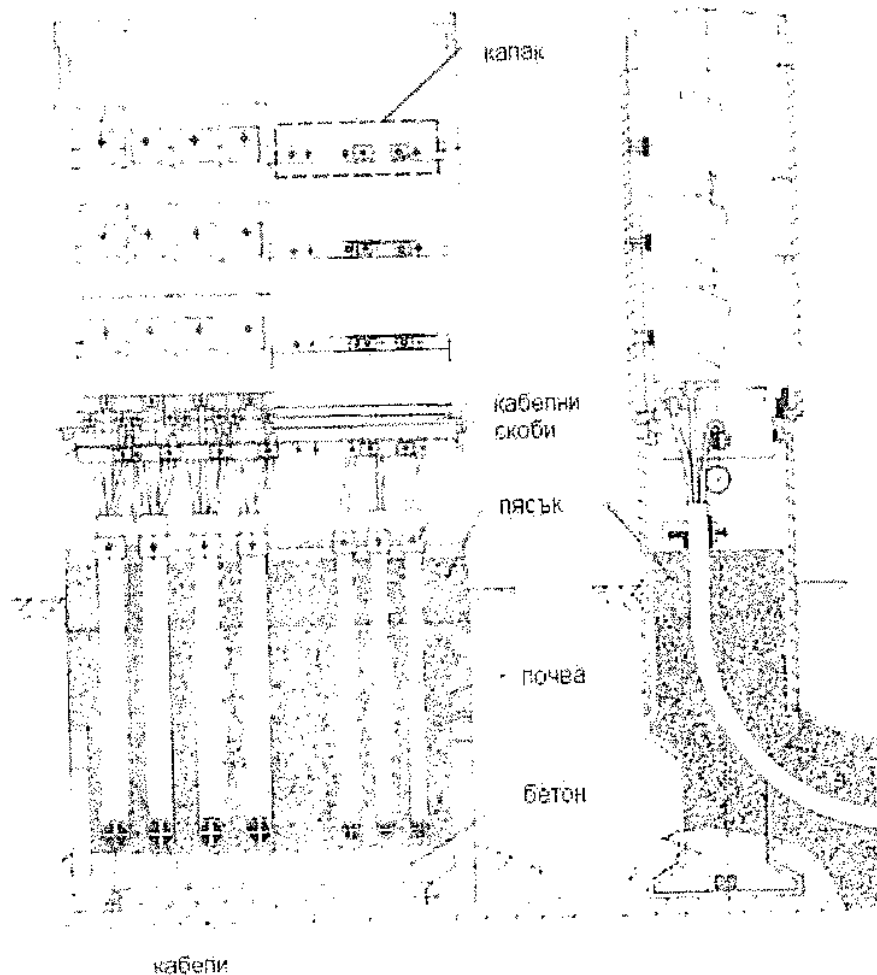 капак
кабелни
скоби
пясък
почва
бетон
кабели